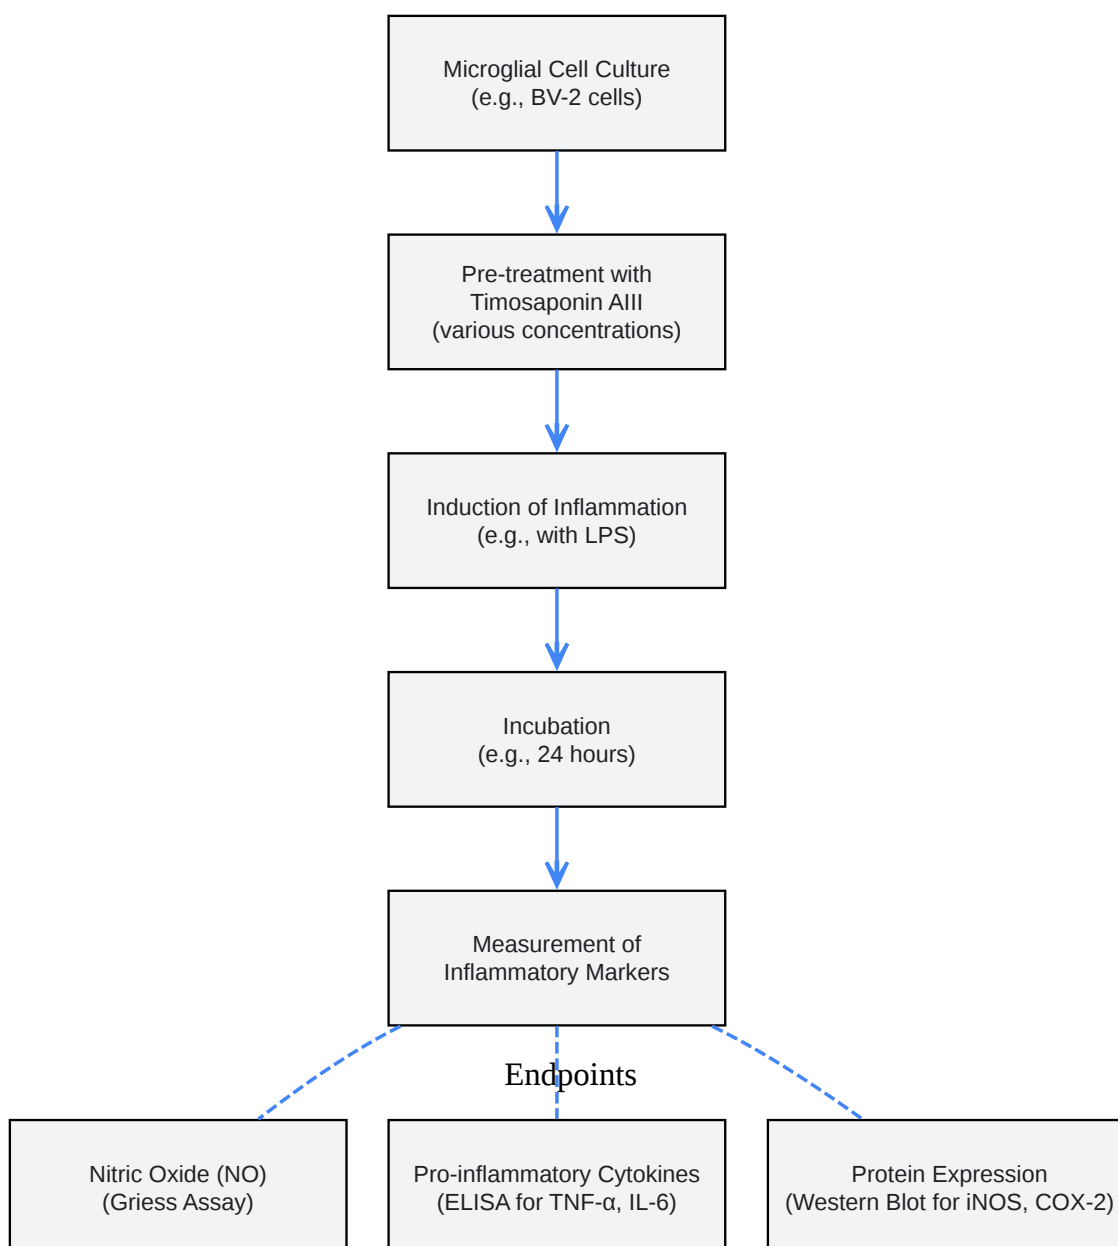 Microglial Cell Culture
(e.g., BV-2 cells)
Pre-treatment with
Timosaponin AIII
(various concentrations)
Induction of Inflammation
(e.g., with LPS)
Incubation
(e.g., 24 hours)
Measurement of
Inflammatory Markers
Endpoints
Nitric Oxide (NO)
(Griess Assay)
Pro-inflammatory Cytokines
(ELISA for TNF-α, IL-6)
Protein Expression
(Western Blot for iNOS, COX-2)